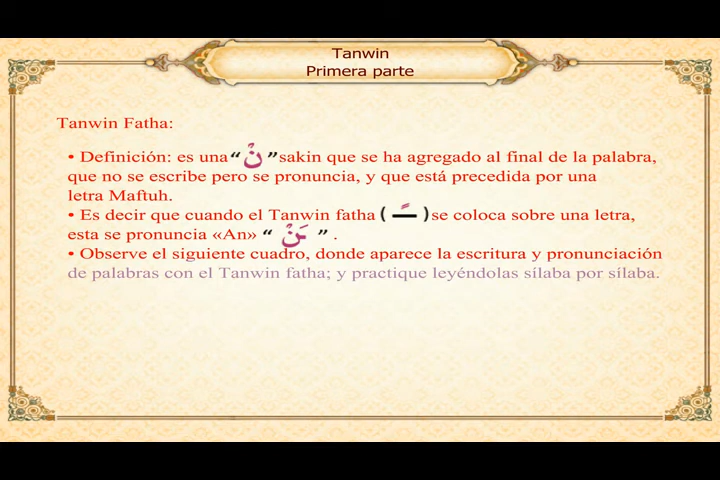 Tanwin
Primera parte
Tanwin Fatha:
• Definición: es una “ نْ ” sakin que se ha agregado al final de la palabra,
que no se escribe pero se pronuncia, y que está precedida por una
letra Maftuh.
• Es decir que cuando el Tanwin fatha ( ـً ) se coloca sobre una letra,
esta se pronuncia «An» “ ـَنْ ” .
• Observe el siguiente cuadro, donde aparece la escritura y pronunciación
de palabras con el Tanwin fatha; y practique leyéndolas sílaba por sílaba.